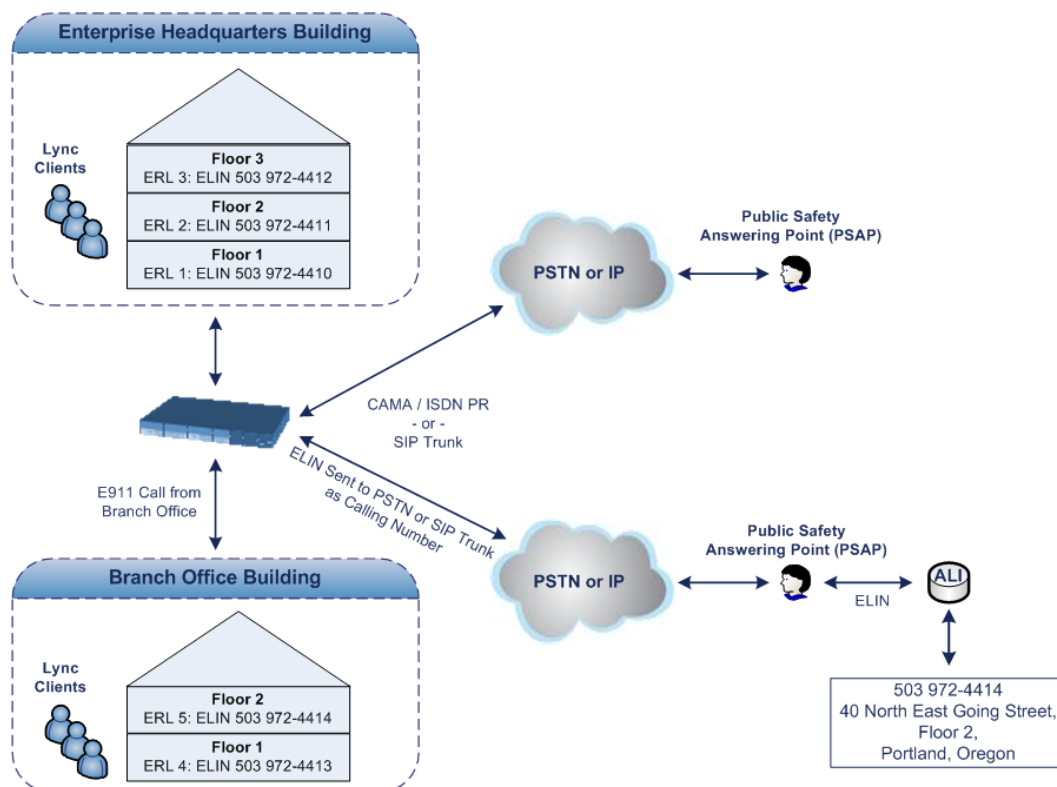 Enterprise Headquarters Building
Lync
Clients
Floor 3
ERL 3: ELIN 503 972-4412
Floor 2
ERL 2: ELIN 503 972-4411
Floor 1
ERL 1: ELIN 503 972-4410
PSTN or IP
Public Safety
Answering Point (PSAP)
CAMA / ISDN PR
- or -
SIP Trunk
ELIN Sent to PSTN or SIP Trunk
as Calling Number
E911 Call from
Branch Office
Branch Office Building
Lync
Clients
Floor 2
ERL 5: ELIN 503 972-4414
Floor 1
ERL 4: ELIN 503 972-4413
PSTN or IP
Public Safety
Answering Point (PSAP)
ELIN
ALI
503 972-4414
40 North East Going Street,
Floor 2,
Portland, Oregon